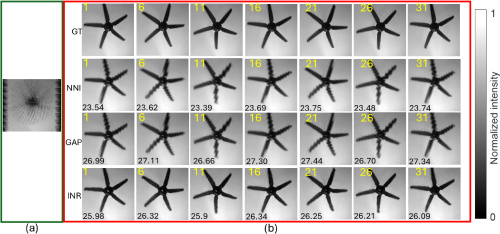 1 6 11 16 21 26 31
GT
1 6 11 16 21 26 31
NNI
23.54 23.62 23.39 23.69 23.75 23.48 23.74
1 6 11 16 21 26 31
GAP
26.99 27.11 26.66 27.30 27.44 26.70 27.34
1 6 11 16 21 26 31
INR
25.98 26.32 25.9 26.34 26.25 26.21 26.09
1
Normalized intensity
0
(a) (b)